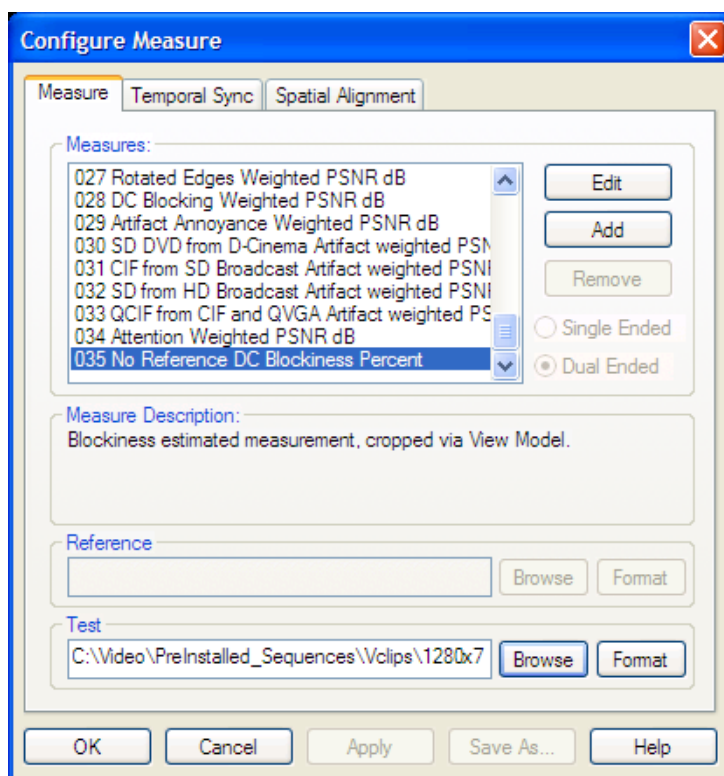 Configure Measure
Measure
Temporal Sync
Spatial Alignment
Measures:
027 Rotated Edges Weighted PSNR dB
028 DC Blocking Weighted PSNR dB
029 Artifact Annoyance Weighted PSNR dB
030 SD DVD from D-Cinema Artifact weighted PSN
031 CIF from SD Broadcast Artifact weighted PSN
032 SD from HD Broadcast Artifact weighted PSN
033 QCIF from CIF and QVGA Artifact weighted PS
034 Attention Weighted PSNR dB
035 No Reference DC Blockiness Percent
Edit
Add
Remove
Single Ended
Dual Ended
Measure Description:
Blockiness estimated measurement, cropped via View Model.
Reference
Browse
Format
Test
C:\Video\PreInstalled_Sequences\Vclips\1280x7
Browse
Format
OK
Cancel
Apply
Save As...
Help